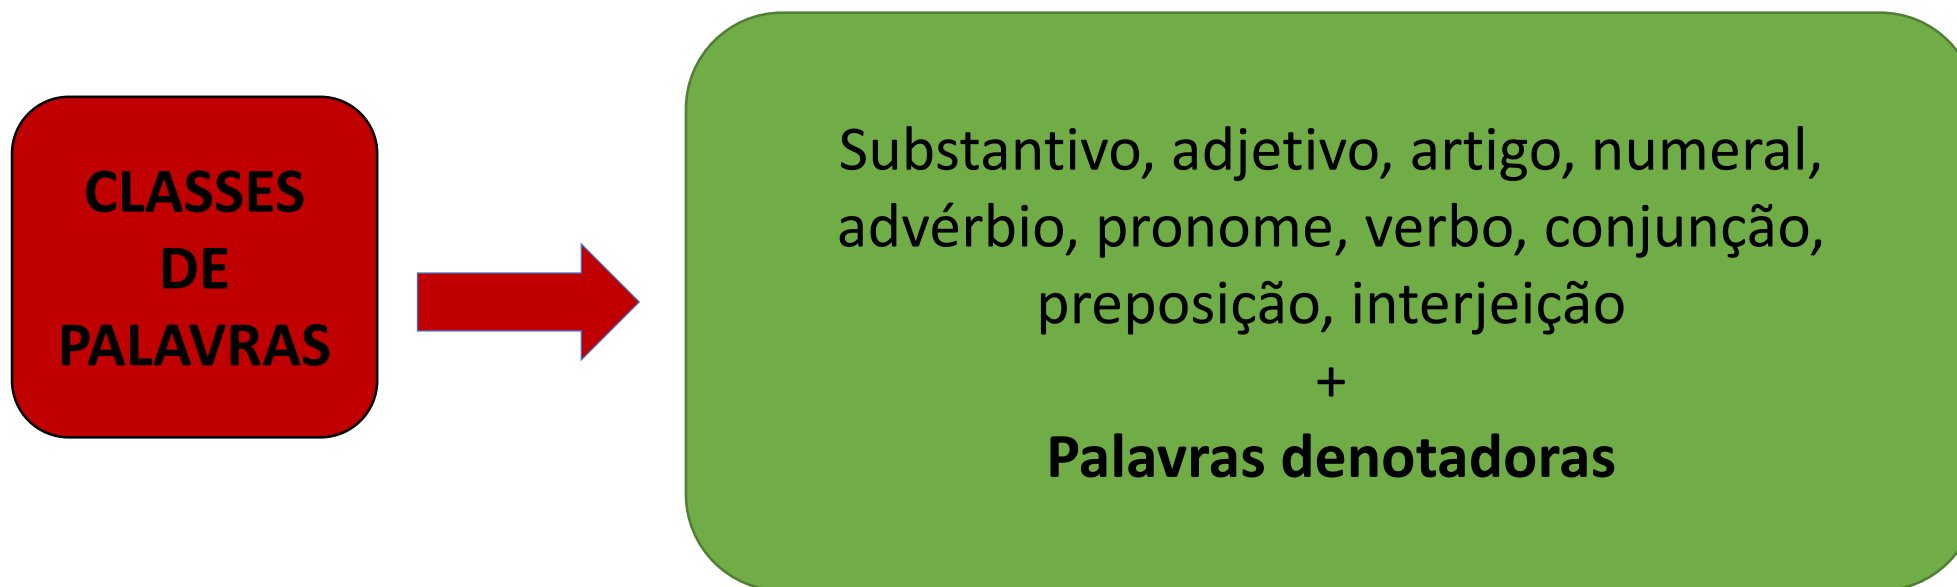 CLASSES
DE
PALAVRAS
Substantivo, adjetivo, artigo, numeral,
advérbio, pronome, verbo, conjunção,
preposição, interjeição
+
Palavras denotadoras